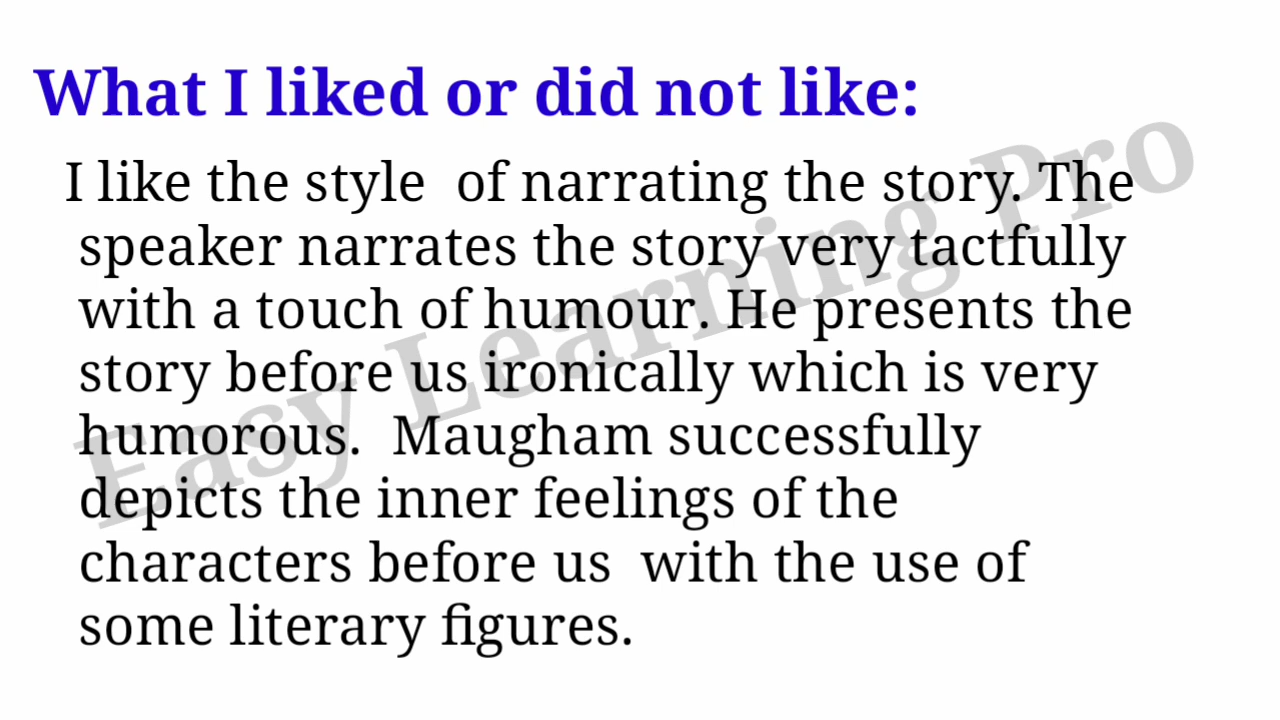 What I liked or did not like:
I like the style of narrating the story. The
speaker narrates the story very tactfully
with a touch of humour. He presents the
story before us ironically which is very
humorous. Maugham successfully
depicts the inner feelings of the
characters before us with the use of
some literary figures.
Easy Learning Pro